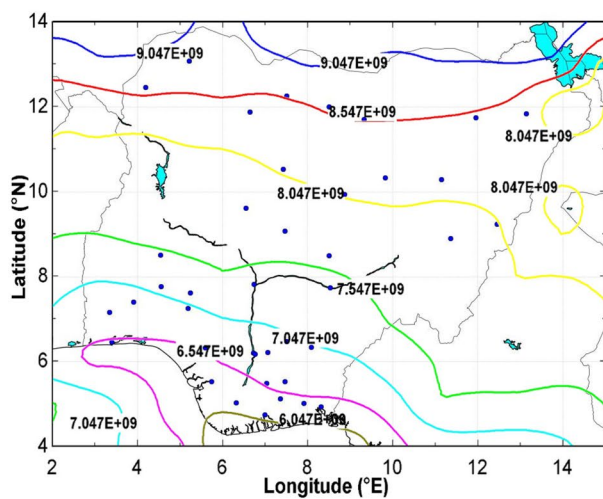 14
9.047E+09
9.047E+09
12
8.547E+09
8.047E+09
10
8.047E+09
8.047E+09
Latitude (°N)
8
7.547E+09
7.047E+09
6
6.547E+09
7.047E+09
6.047E+09
4
2 4 6 8 10 12 14
Longitude (°E)